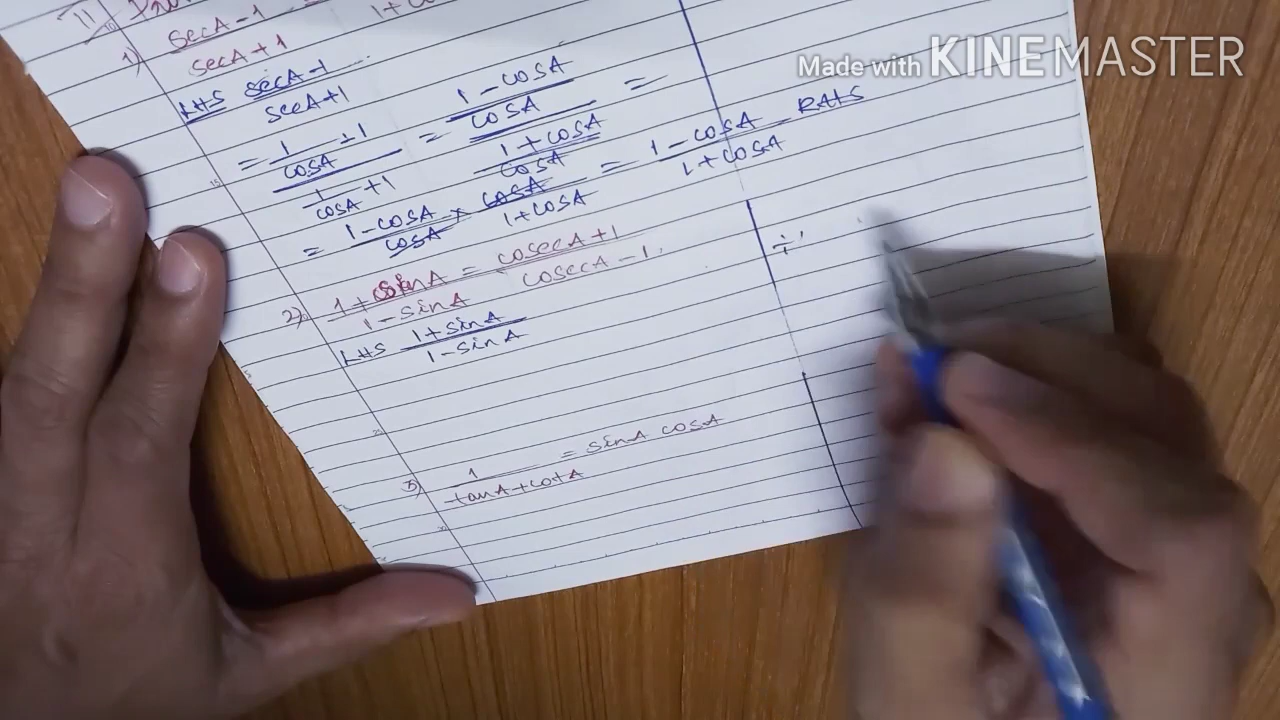 Made with KINEMASTER
11
1) secA-1
secA+1
1+
LHS secA-1
secA+1
= 1/cosA -1
1/cosA +1
= 1-cosA
cosA
1+cosA
cosA
=
= 1-cosA × cosA
cosA 1+cosA
= 1-cosA RHS
1+cosA
÷'
2) 1+sinA = cosecA+1
1-sinA cosecA-1.
LHS 1+sinA
1-sinA
3) 1 = sinA cosA
tanA+cotA